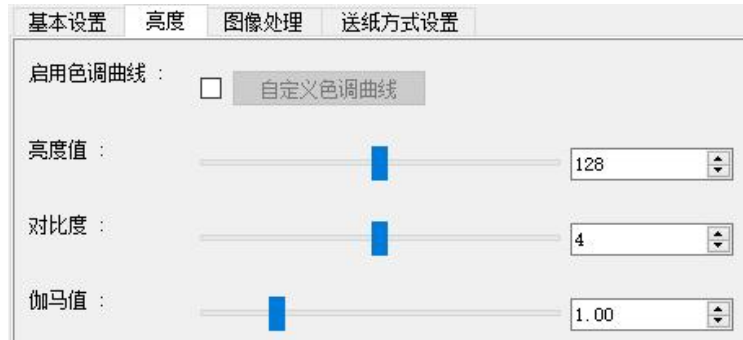 基本设置 亮度 图像处理 送纸方式设置
启用色调曲线 : 自定义色调曲线
亮度值 : 128
对比度 : 4
伽马值 : 1.00